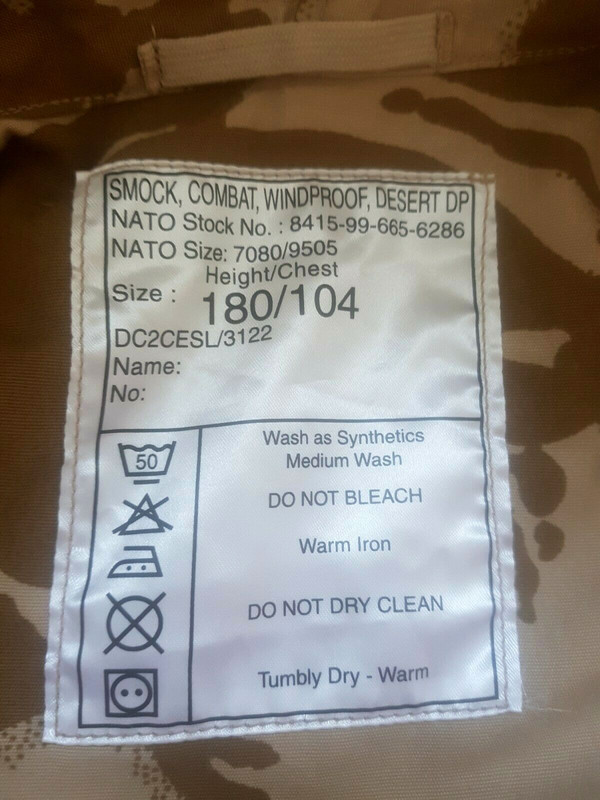 SMOCK, COMBAT, WINDPROOF, DESERT DP
NATO Stock No. : 8415-99-665-6286
NATO Size: 7080/9505
Height/Chest
Size : 180/104
DC2CESL/3122
Name:
No:
50
Wash as Synthetics
Medium Wash
DO NOT BLEACH
Warm Iron
DO NOT DRY CLEAN
Tumbly Dry - Warm